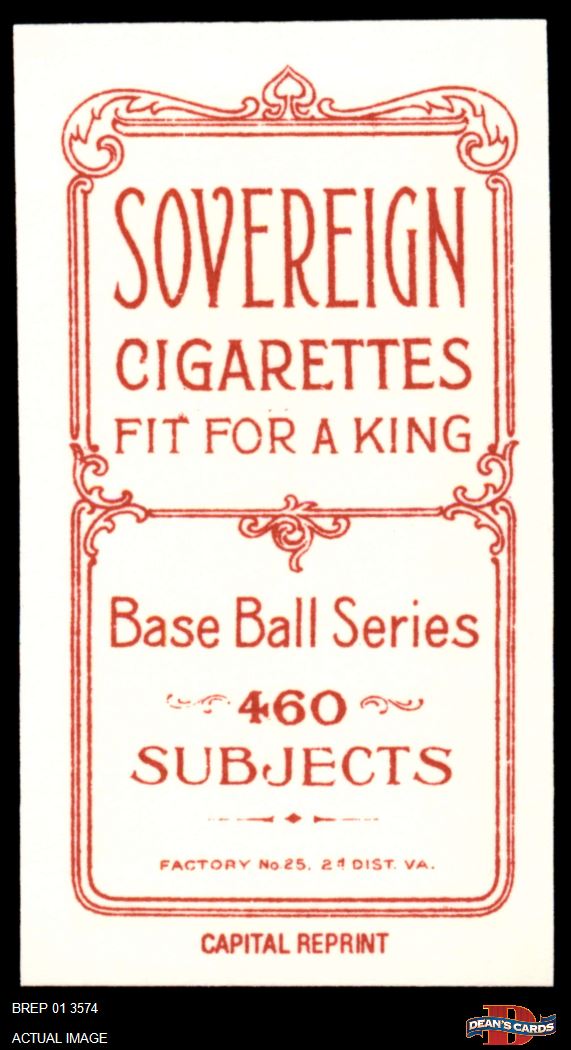 SOVEREIGN
CIGARETTES
FIT FOR A KING
Base Ball Series
460
SUBJECTS
FACTORY No 25. 2d DIST. VA.
CAPITAL REPRINT
BREP 01 3574
ACTUAL IMAGE
DEAN'S CARDS